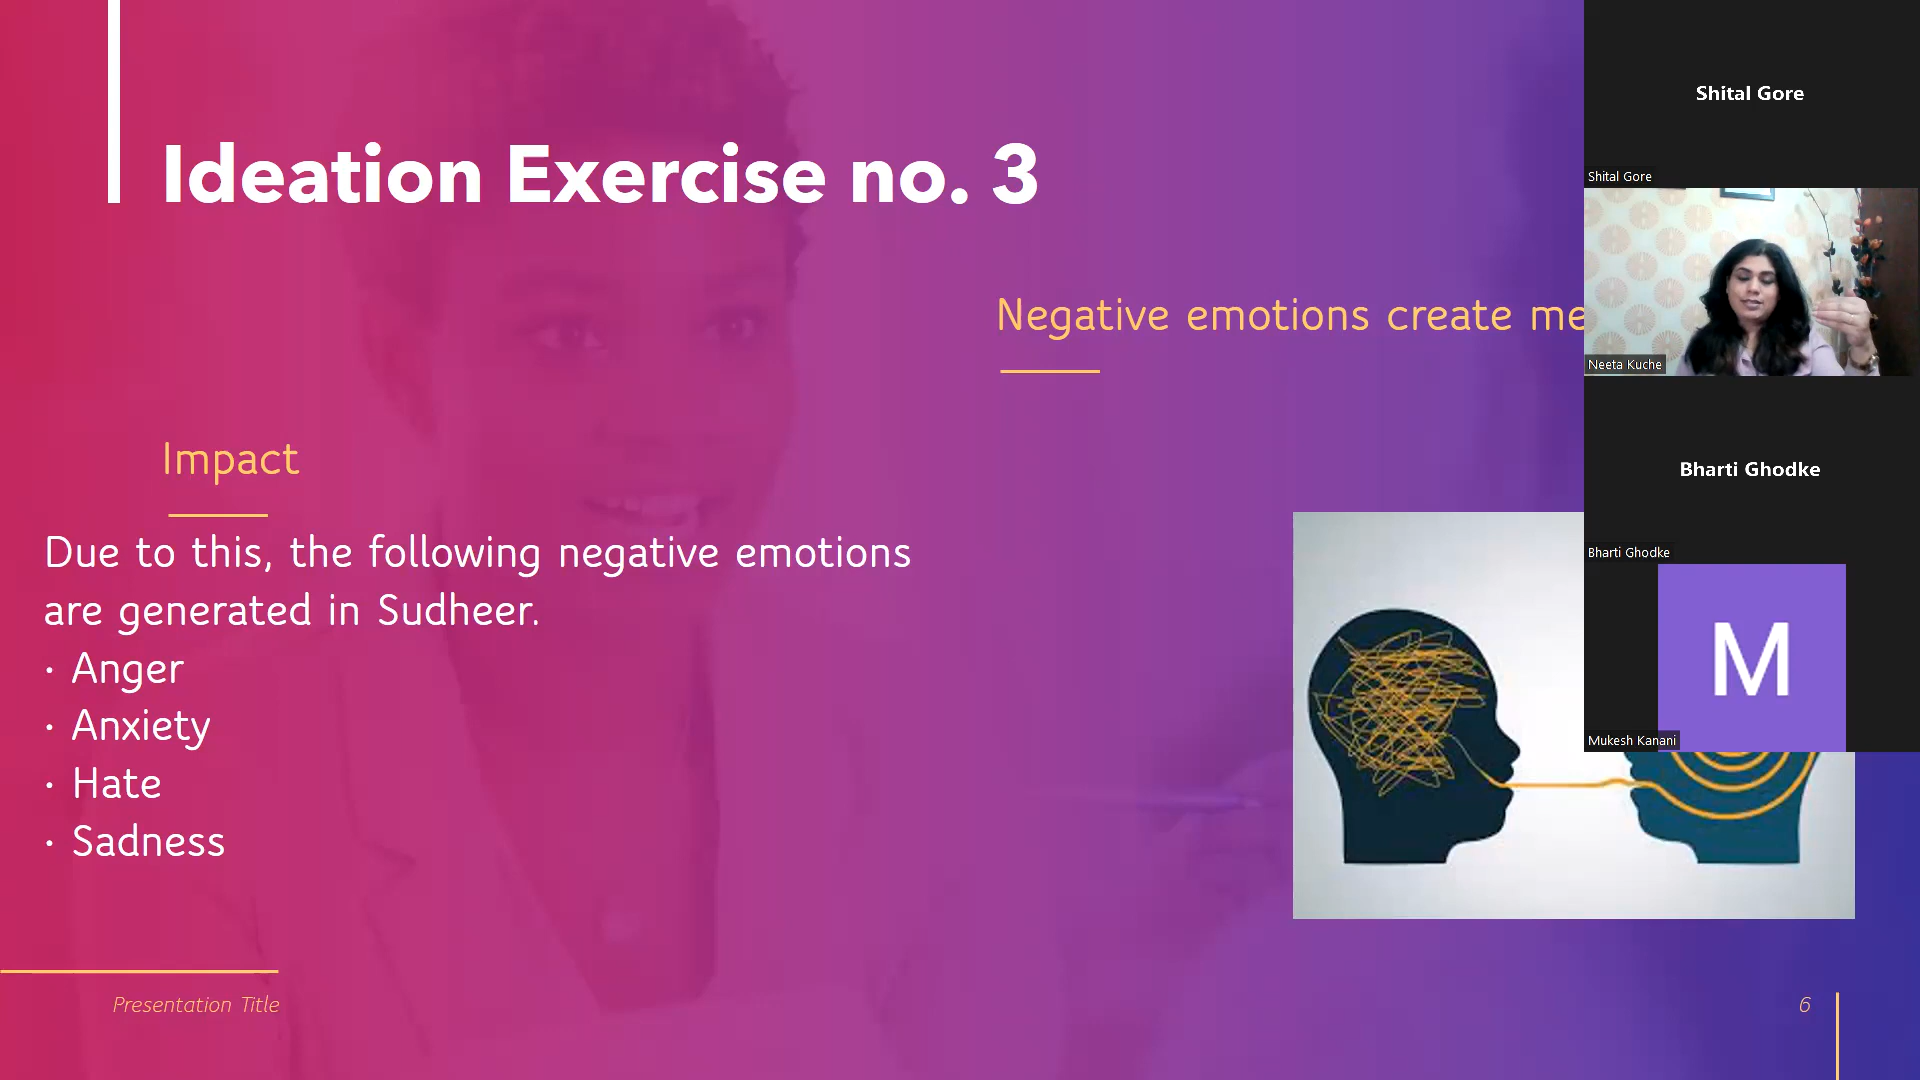 Ideation Exercise no. 3
Negative emotions create
Impact
Due to this, the following negative emotions
are generated in Sudheer.
· Anger
· Anxiety
· Hate
· Sadness
Presentation Title
6
Shital Gore
Shital Gore
Neeta Kuche
Bharti Ghodke
Bharti Ghodke
M
Mukesh Kanani